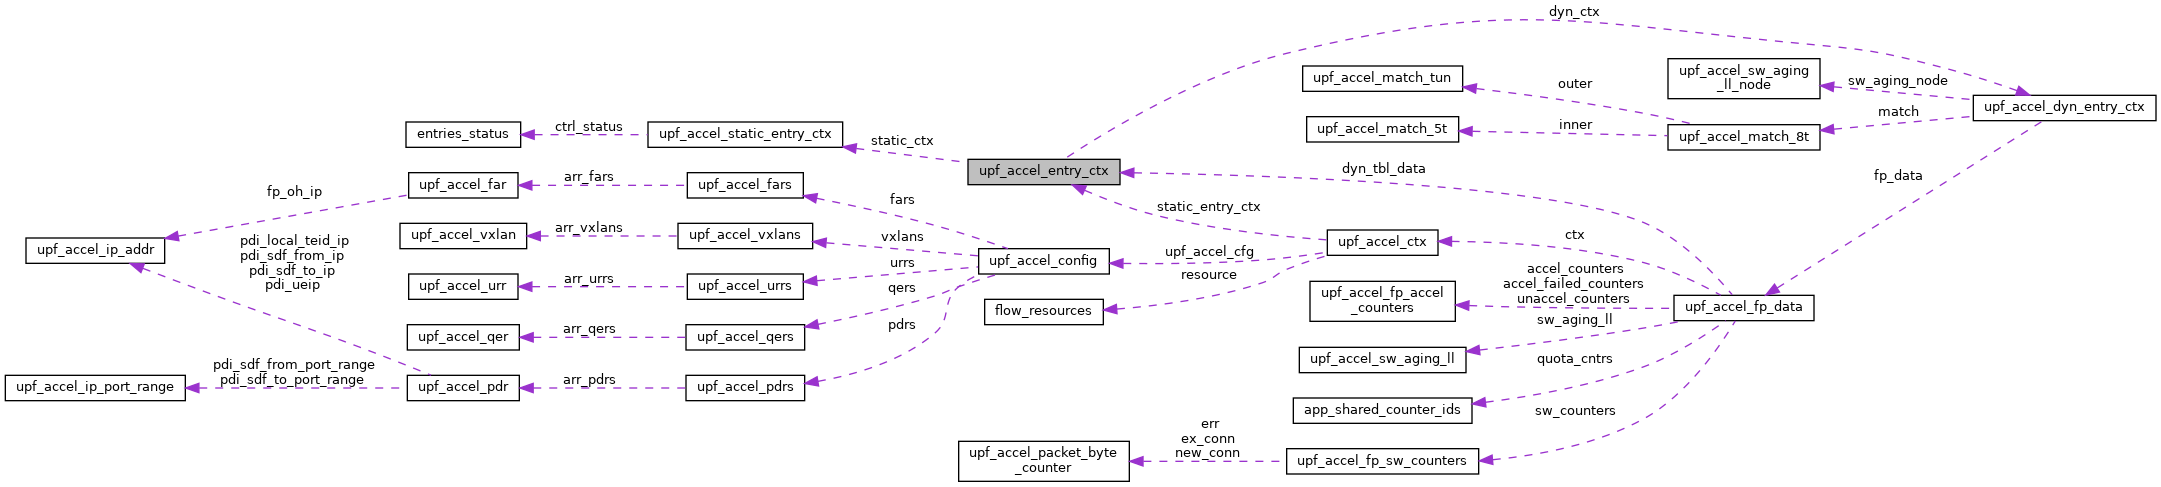 dyn_ctx
upf_accel_match_tun
upf_accel_sw_aging
_ll_node
outer
sw_aging_node
upf_accel_dyn_entry_ctx
match
entries_status
ctrl_status
upf_accel_static_entry_ctx
static_ctx
upf_accel_match_5t
inner
upf_accel_match_8t
upf_accel_entry_ctx
dyn_tbl_data
fp_data
fp_oh_ip
upf_accel_far
arr_fars
upf_accel_fars
fars
static_entry_ctx
upf_accel_ip_addr
pdi_local_teid_ip
pdi_sdf_from_ip
pdi_sdf_to_ip
pdi_ueip
upf_accel_vxlan
arr_vxlans
upf_accel_vxlans
vxlans
upf_accel_config
upf_accel_cfg
upf_accel_ctx
ctx
urrs
resource
upf_accel_urr
arr_urrs
upf_accel_urrs
qers
flow_resources
upf_accel_fp_accel
_counters
accel_counters
accel_failed_counters
unaccel_counters
upf_accel_fp_data
sw_aging_ll
upf_accel_qer
arr_qers
upf_accel_qers
pdrs
upf_accel_sw_aging_ll
quota_cntrs
upf_accel_ip_port_range
pdi_sdf_from_port_range
pdi_sdf_to_port_range
upf_accel_pdr
arr_pdrs
upf_accel_pdrs
app_shared_counter_ids
sw_counters
upf_accel_packet_byte
_counter
err
ex_conn
new_conn
upf_accel_fp_sw_counters